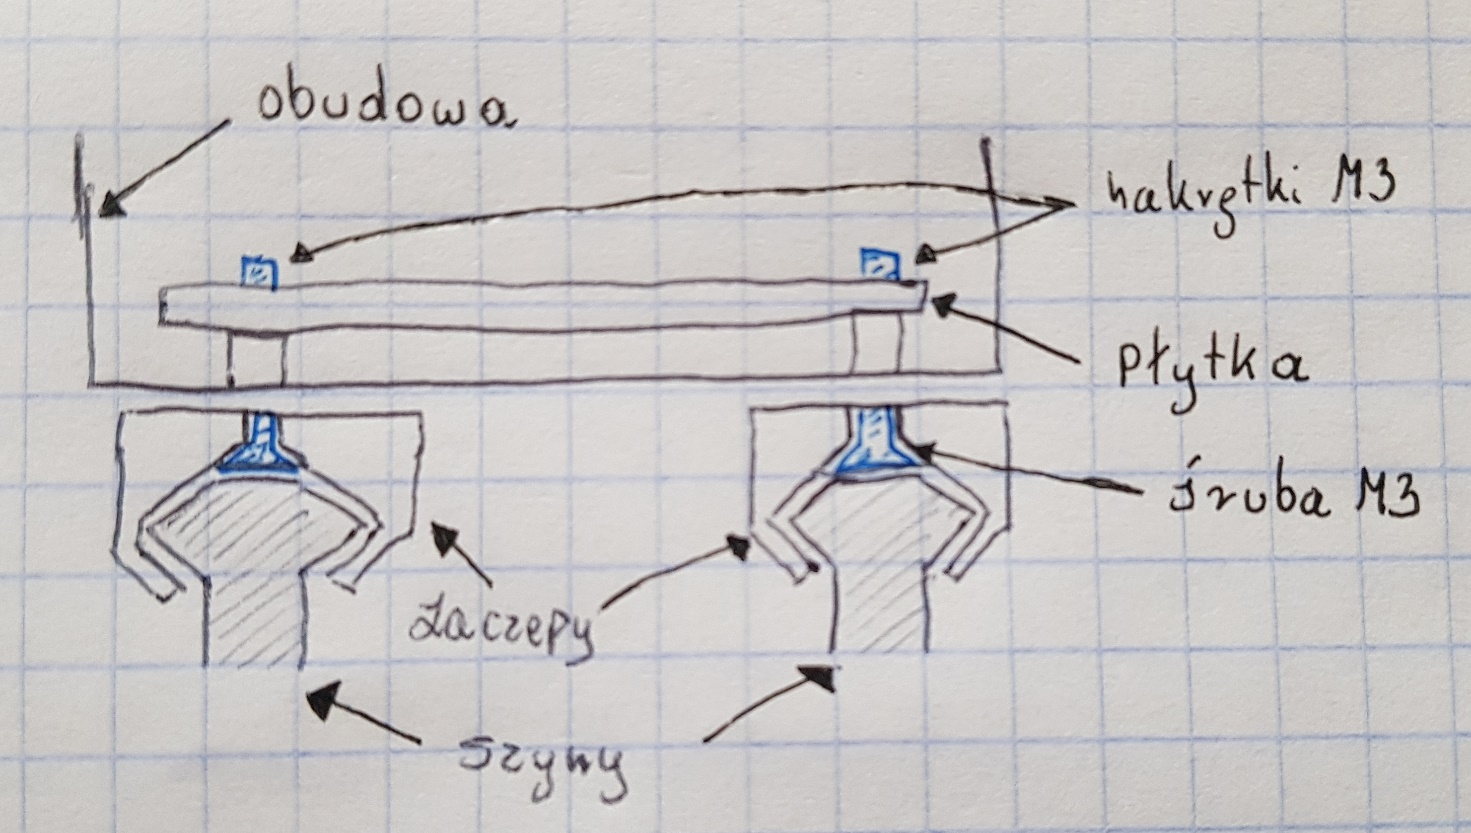 obudowa
nakrętki M3
płytka
śruba M3
zaczepy
szyny